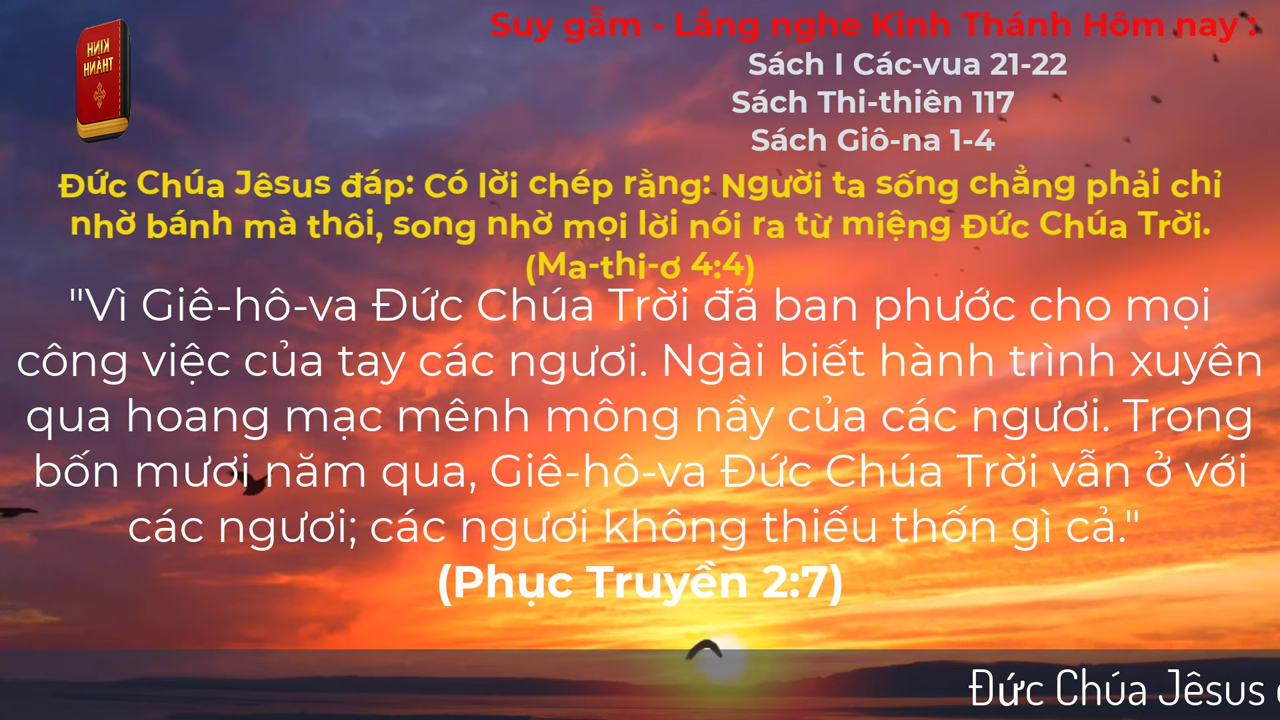 Suy gẫm - Lắng nghe Kinh Thánh Hôm nay :
Sách I Các-vua 21-22
Sách Thi-thiên 117
Sách Giô-na 1-4
KINH
THÁNH
Đức Chúa Jêsus đáp: Có lời chép rằng: Người ta sống chẳng phải chỉ
nhờ bánh mà thôi, song nhờ mọi lời nói ra từ miệng Đức Chúa Trời.
(Ma-thi-ơ 4:4)
"Vì Giê-hô-va Đức Chúa Trời đã ban phước cho mọi
công việc của tay các ngươi. Ngài biết hành trình xuyên
qua hoang mạc mênh mông nầy của các ngươi. Trong
bốn mươi năm qua, Giê-hô-va Đức Chúa Trời vẫn ở với
các ngươi; các ngươi không thiếu thốn gì cả."
(Phục Truyền 2:7)
Đức Chúa Jêsus